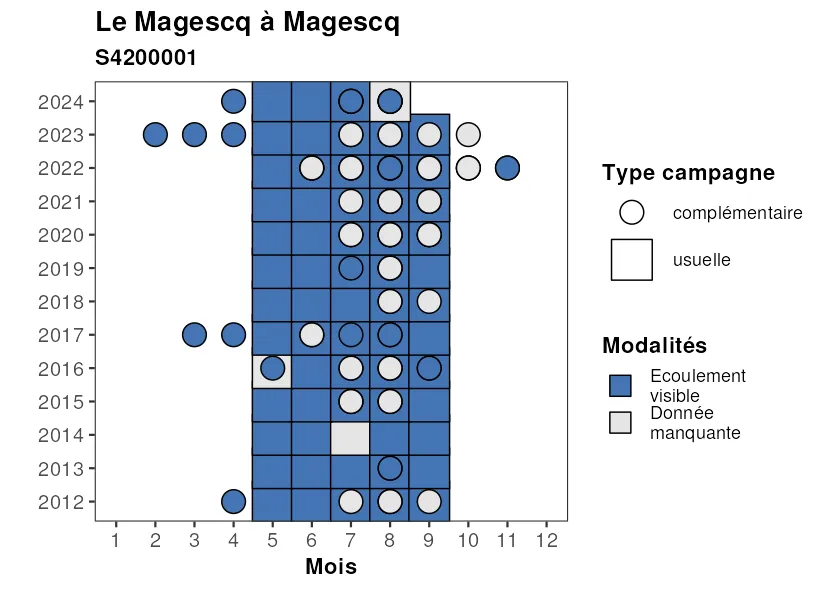 Le Magescq à Magescq
S4200001
2024
2023
2022
2021
2020
2019
2018
2017
2016
2015
2014
2013
2012
1 2 3 4 5 6 7 8 9 10 11 12
Mois
Type campagne
complémentaire
usuelle
Modalités
Ecoulement
visible
Donnée
manquante